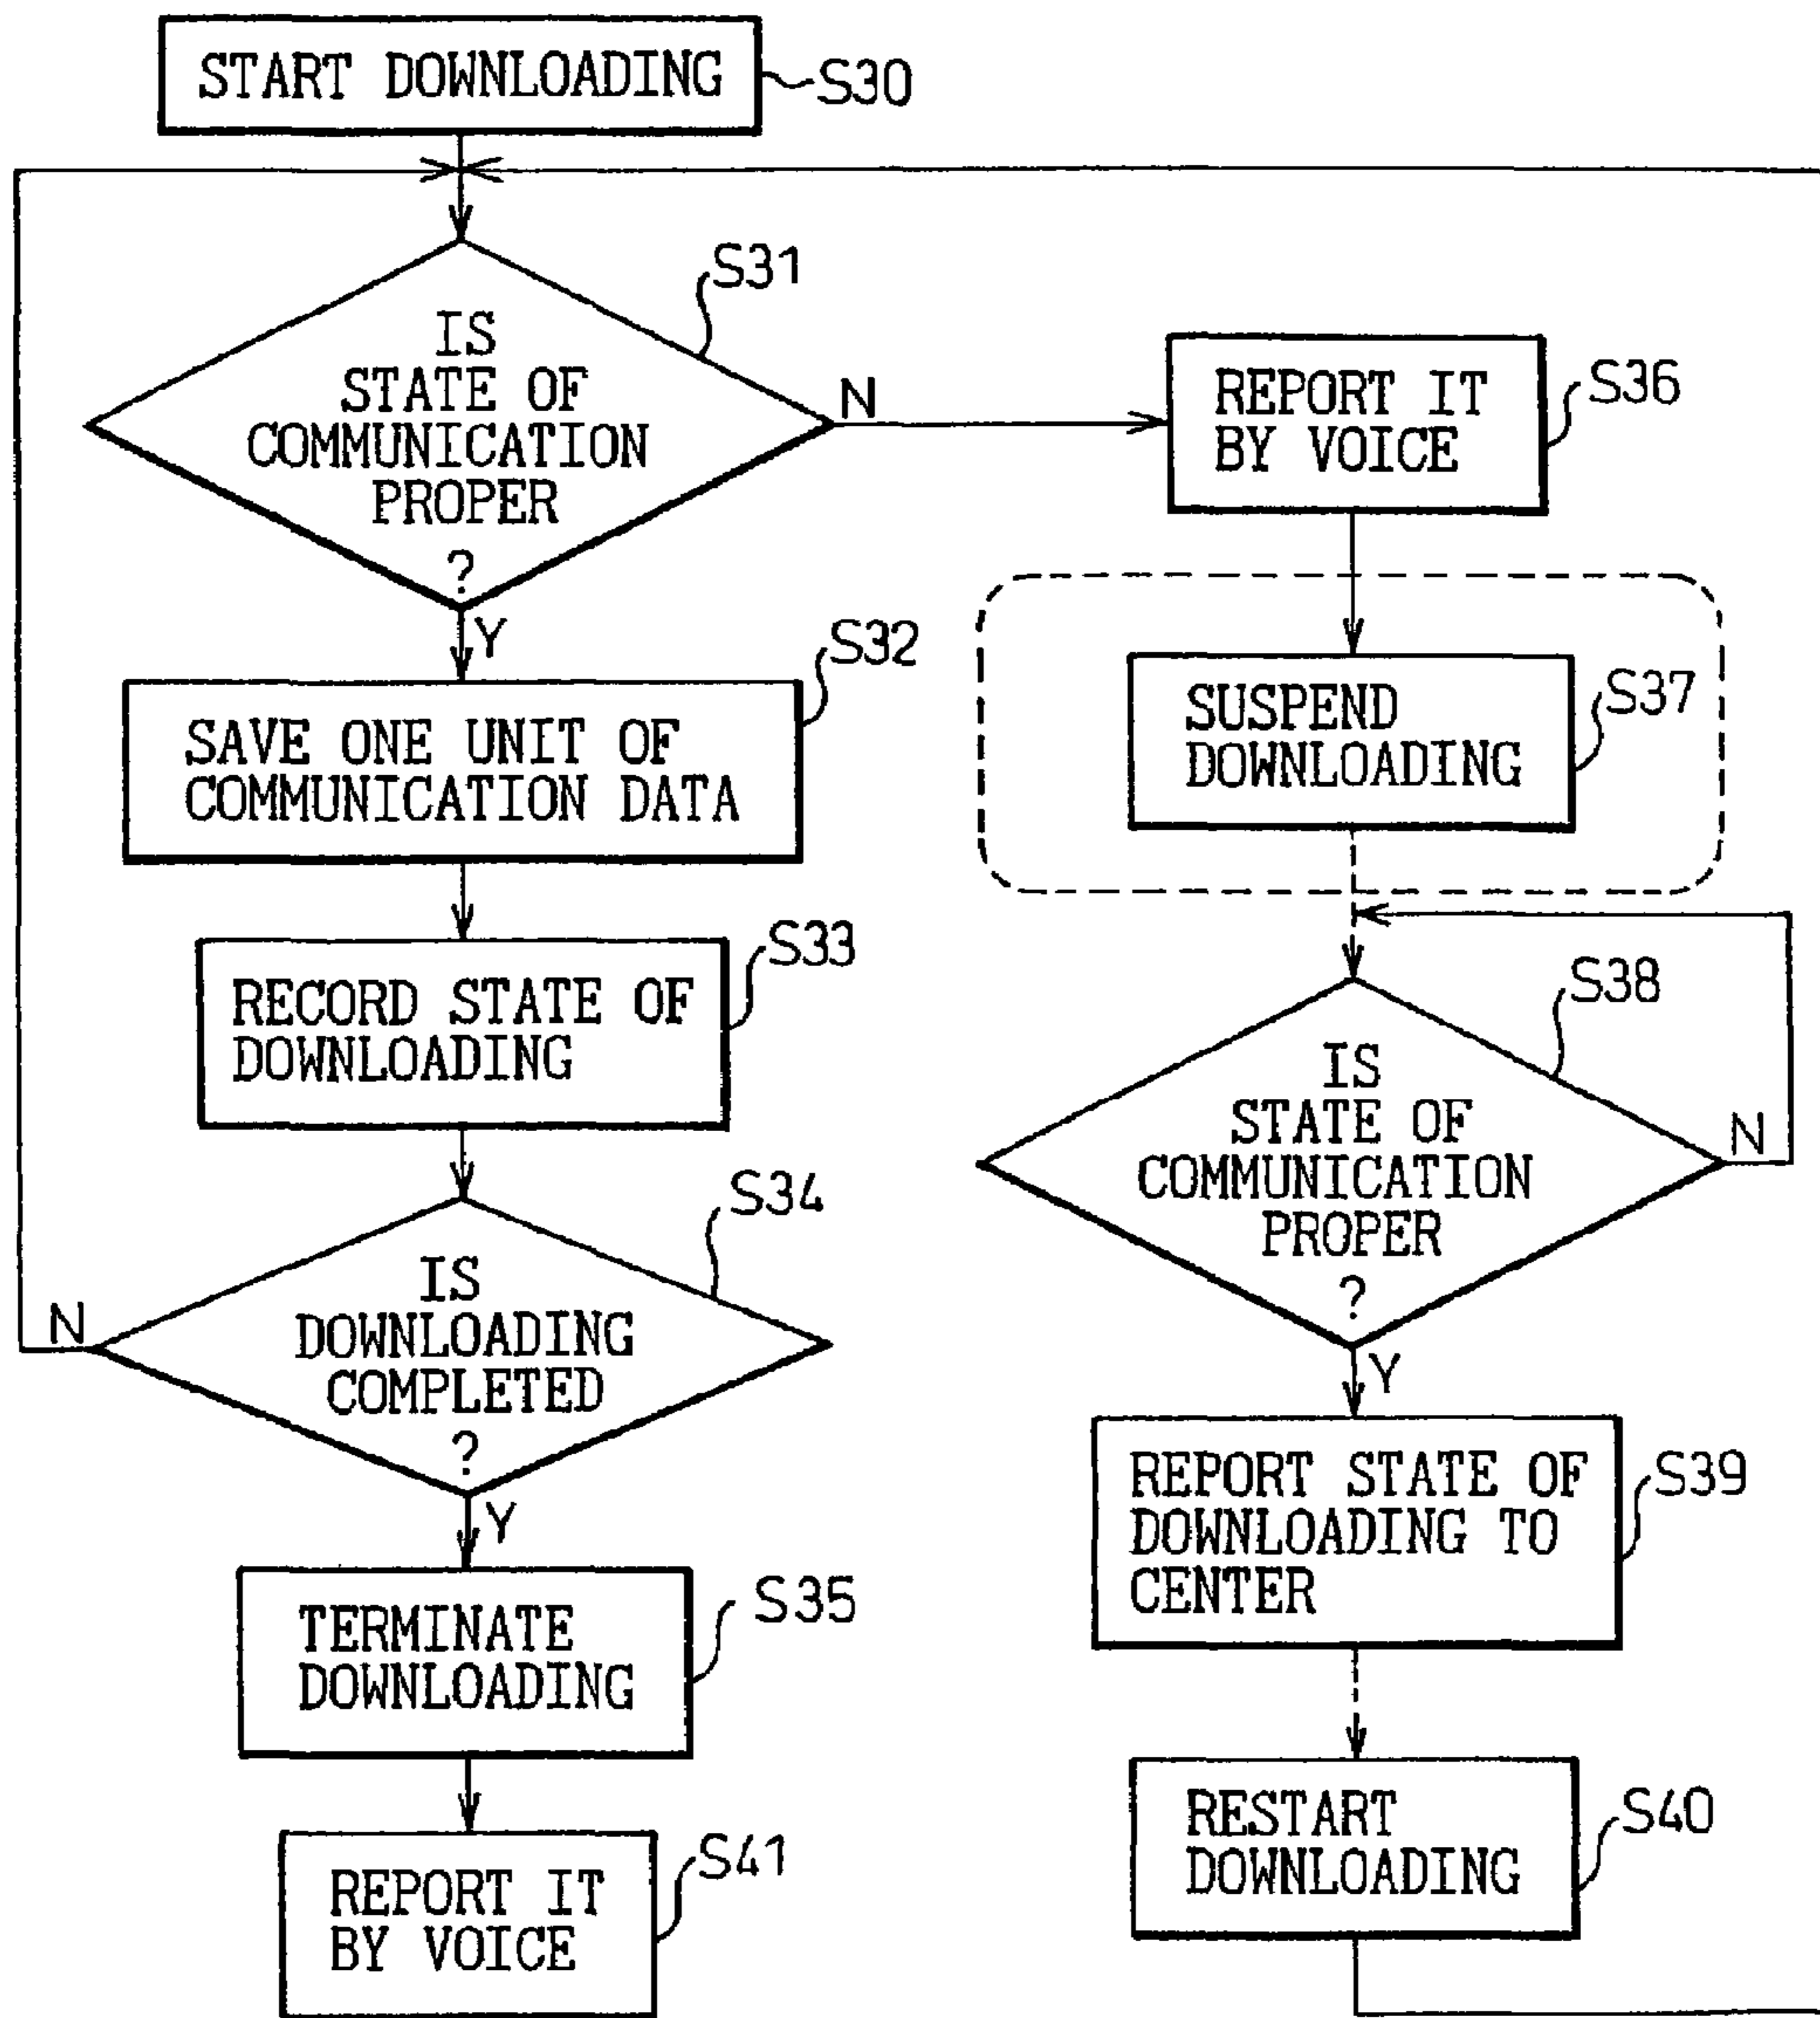 START DOWNLOADING
S30
IS
STATE OF
COMMUNICATION
PROPER
?
S31
N
Y
SAVE ONE UNIT OF
COMMUNICATION DATA
S32
RECORD STATE OF
DOWNLOADING
S33
IS
DOWNLOADING
COMPLETED
?
S34
N
Y
TERMINATE
DOWNLOADING
S35
REPORT IT
BY VOICE
S41
REPORT IT
BY VOICE
S36
SUSPEND
DOWNLOADING
S37
IS
STATE OF
COMMUNICATION
PROPER
?
S38
N
Y
REPORT STATE OF
DOWNLOADING TO
CENTER
S39
RESTART
DOWNLOADING
S40